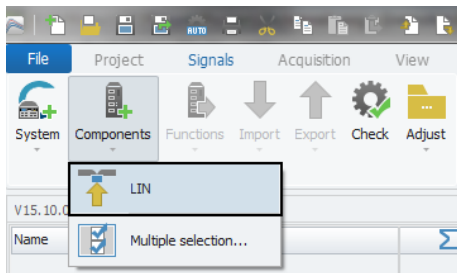 AUTO
File Project Signals Acquisition View
System Components Functions Import Export Check Adjust
LIN
V15.10.0
Multiple selection...
Name